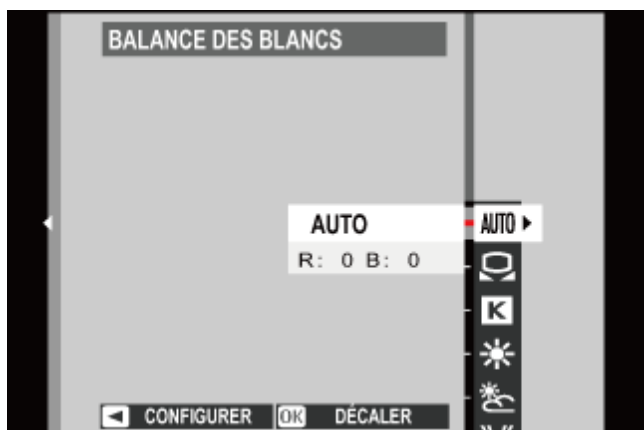 BALANCE DES BLANCS
AUTO AUTO
R: 0 B: 0
K
CONFIGURER OK DÉCALER